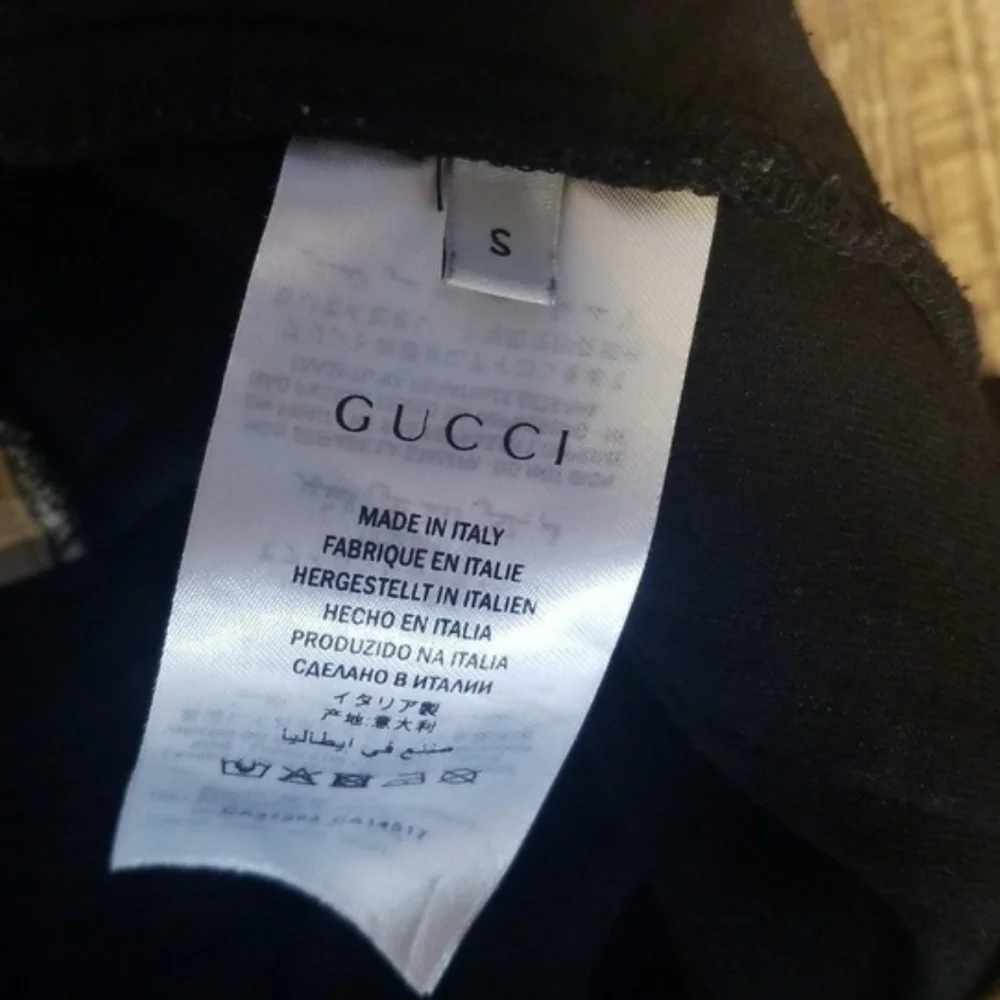 S
GUCCI
MADE IN ITALY
FABRIQUE EN ITALIE
HERGESTELLT IN ITALIEN
HECHO EN ITALIA
PRODUZIDO NA ITALIA
СДЕЛАНО В ИТАЛИИ
イタリア製
产地:意大利
صنع في ايطاليا